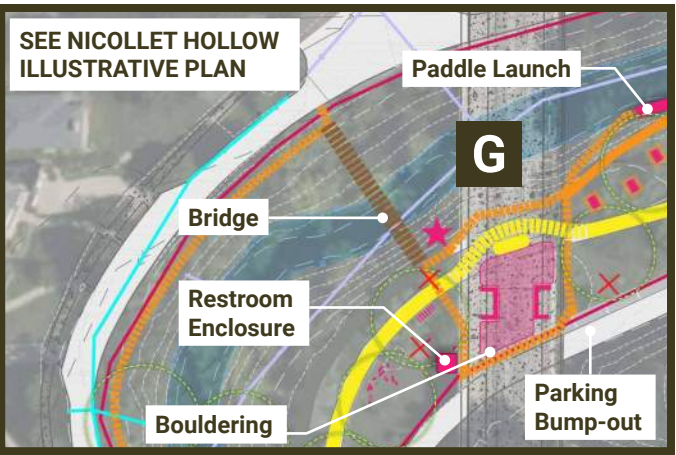 SEE NICOLLET HOLLOW
ILLUSTRATIVE PLAN
Paddle Launch
G
Bridge
Restroom
Enclosure
Bouldering
Parking
Bump-out